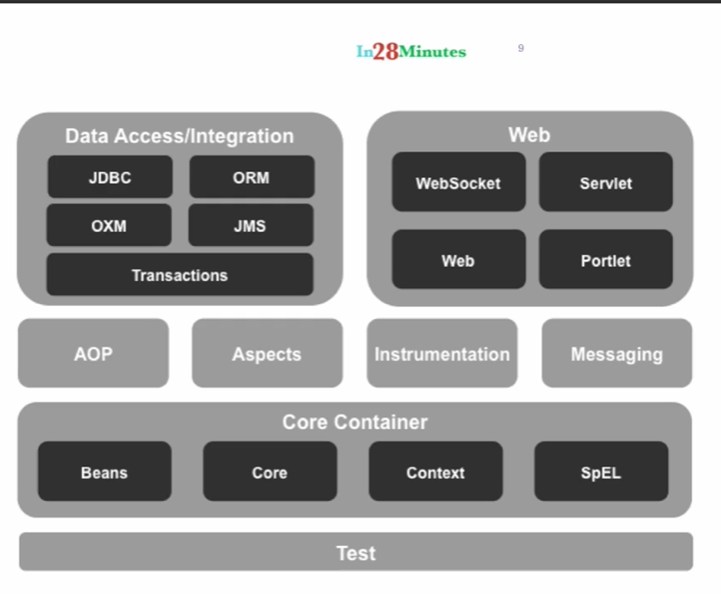 In28Minutes 9
Data Access/Integration
JDBC ORM
OXM JMS
Transactions
Web
WebSocket Servlet
Web Portlet
AOP Aspects Instrumentation Messaging
Core Container
Beans Core Context SpEL
Test